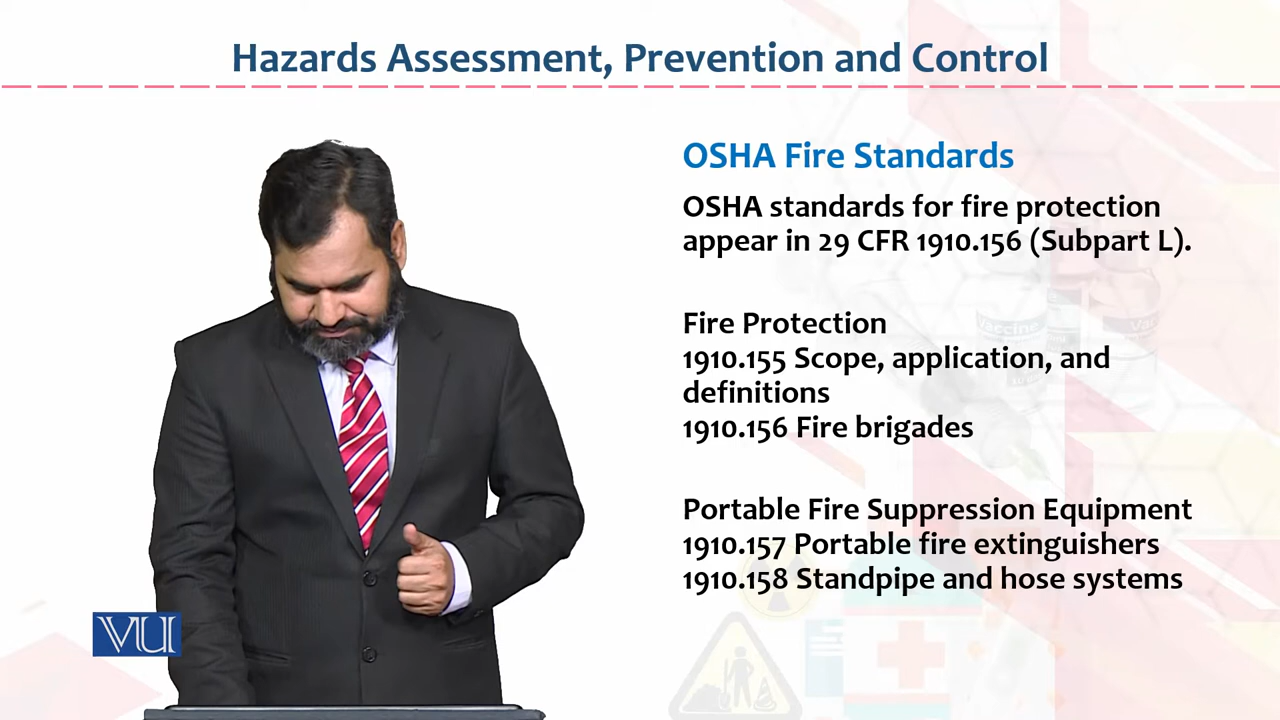 Hazards Assessment, Prevention and Control
OSHA Fire Standards
OSHA standards for fire protection
appear in 29 CFR 1910.156 (Subpart L).
Fire Protection
1910.155 Scope, application, and
definitions
1910.156 Fire brigades
Portable Fire Suppression Equipment
1910.157 Portable fire extinguishers
1910.158 Standpipe and hose systems
VU
Vaccine